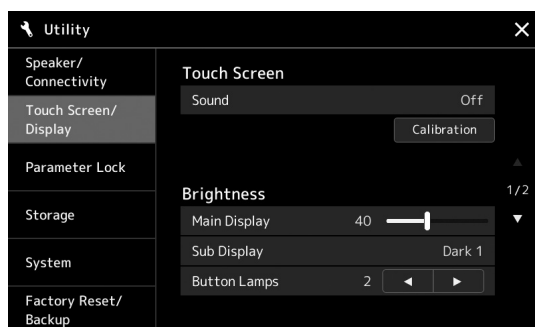 Utility
Speaker/
Connectivity
Touch Screen/
Display
Parameter Lock
Storage
System
Factory Reset/
Backup
Touch Screen
Sound Off
Calibration
Brightness
Main Display 40
Sub Display Dark 1
Button Lamps 2
1/2